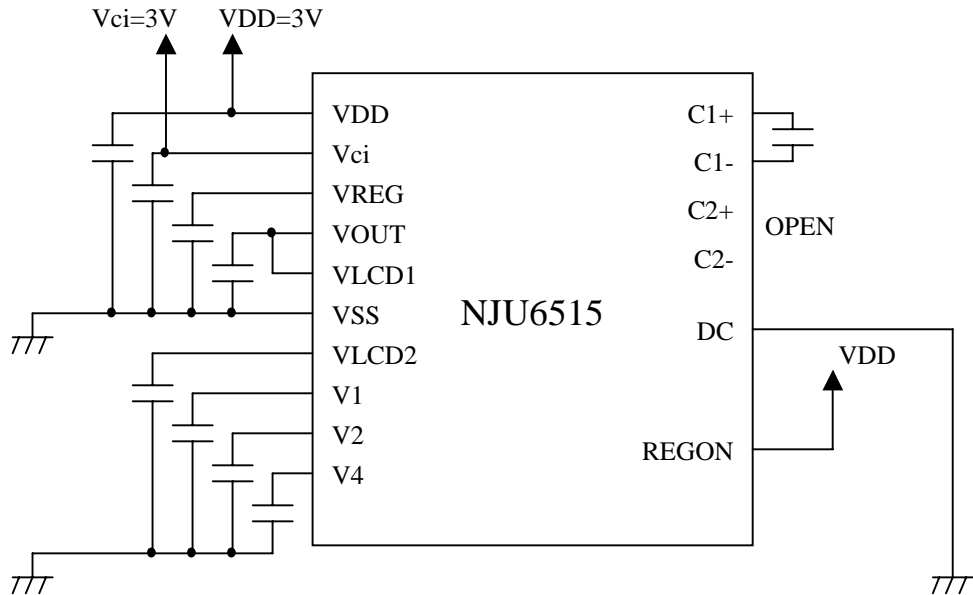 Vci=3V VDD=3V
VDD
Vci
VREG
VOUT
VLCD1
VSS
VLCD2
V1
V2
V4
NJU6515
C1+
C1-
C2+
C2-
OPEN
DC
VDD
REGON